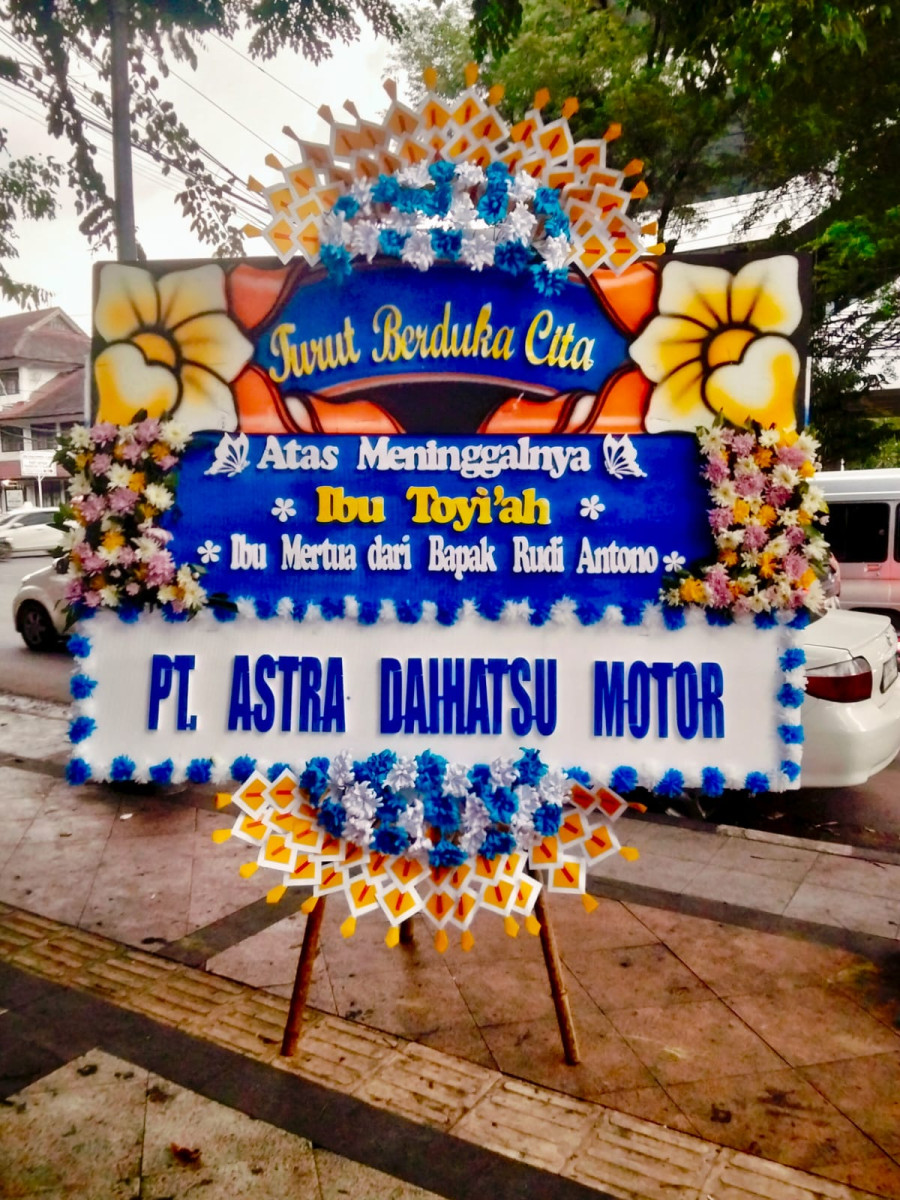 Turut Berduka Cita
Atas Meninggalnya
Ibu Toyi'ah
Ibu Mertua dari Bapak Rudi Antono
PT. ASTRA DAIHATSU MOTOR